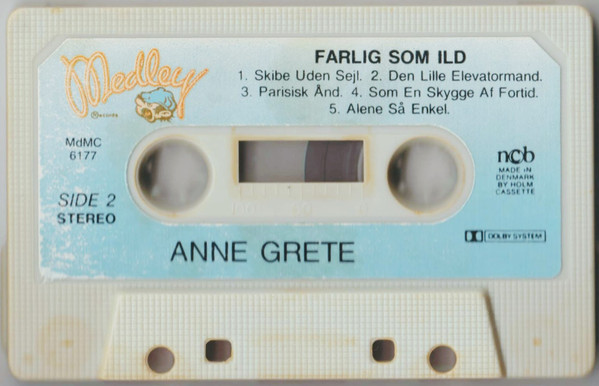 Medley
Records
FARLIG SOM ILD
1. Skibe Uden Sejl. 2. Den Lille Elevatormand.
3. Parisisk Ånd. 4. Som En Skygge Af Fortid.
5. Alene Så Enkel.
MdMC
6177
SIDE 2
STEREO
ncb
MADE IN
DENMARK
BY HOLM
CASSETTE
DOLBY SYSTEM
ANNE GRETE